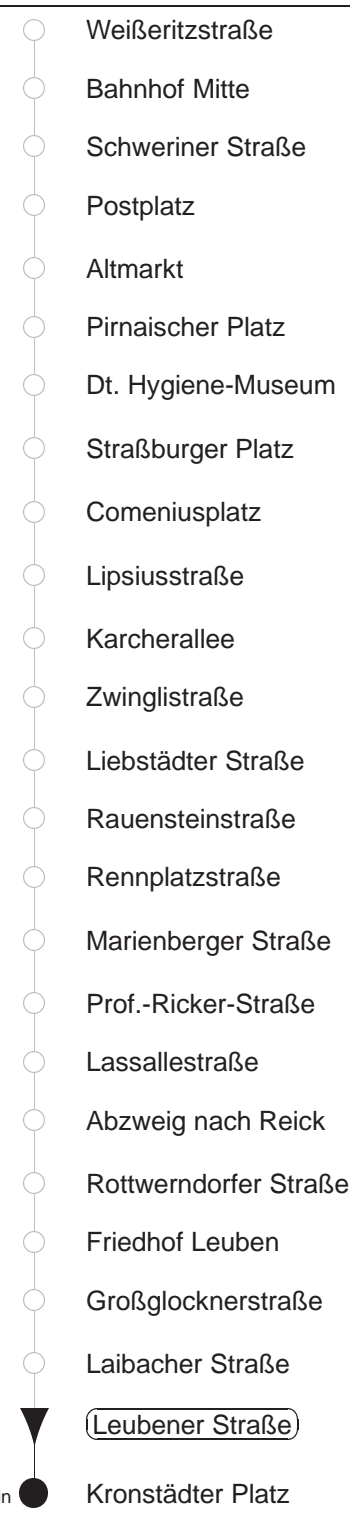 Weißeritzstraße
Bahnhof Mitte
Schweriner Straße
Postplatz
Altmarkt
Pirnaischer Platz
Dt. Hygiene-Museum
Straßburger Platz
Comeniusplatz
Lipsiusstraße
Karcherallee
Zwinglistraße
Liebstädter Straße
Rauensteinstraße
Rennplatzstraße
Marienberger Straße
Prof.-Ricker-Straße
Lassallestraße
Abzweig nach Reick
Rottwerndorfer Straße
Friedhof Leuben
Großglocknerstraße
Laibacher Straße
Leubener Straße
Kronstädter Platz